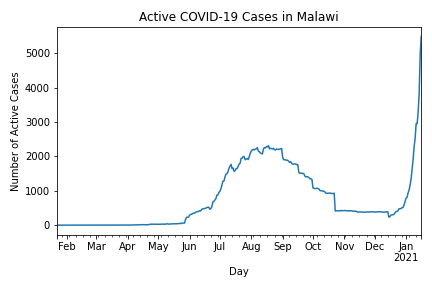 Active COVID-19 Cases in Malawi
Number of Active Cases
5000
4000
3000
2000
1000
0
Feb Mar Apr May Jun Jul Aug Sep Oct Nov Dec Jan
2021
Day